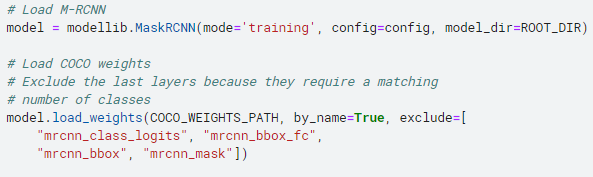 # Load M-RCNN
model = modellib.MaskRCNN(mode='training', config=config, model_dir=ROOT_DIR)
# Load COCO weights
# Exclude the last layers because they require a matching
# number of classes
model.load_weights(COCO_WEIGHTS_PATH, by_name=True, exclude=[
    "mrcnn_class_logits", "mrcnn_bbox_fc",
    "mrcnn_bbox", "mrcnn_mask"])